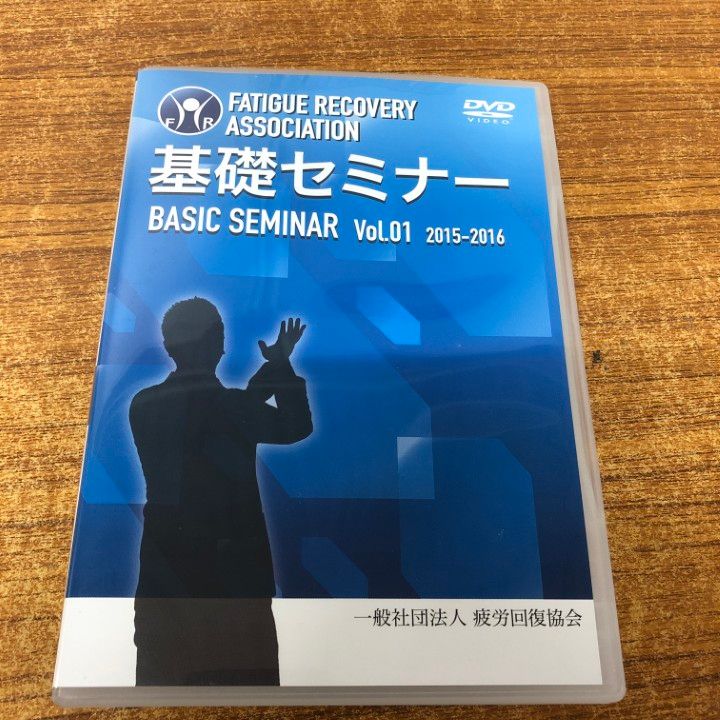 F R
FATIGUE RECOVERY
ASSOCIATION
DVD
VIDEO
基礎セミナー
BASIC SEMINAR Vol.01 2015-2016
一般社団法人 疲労回復協会